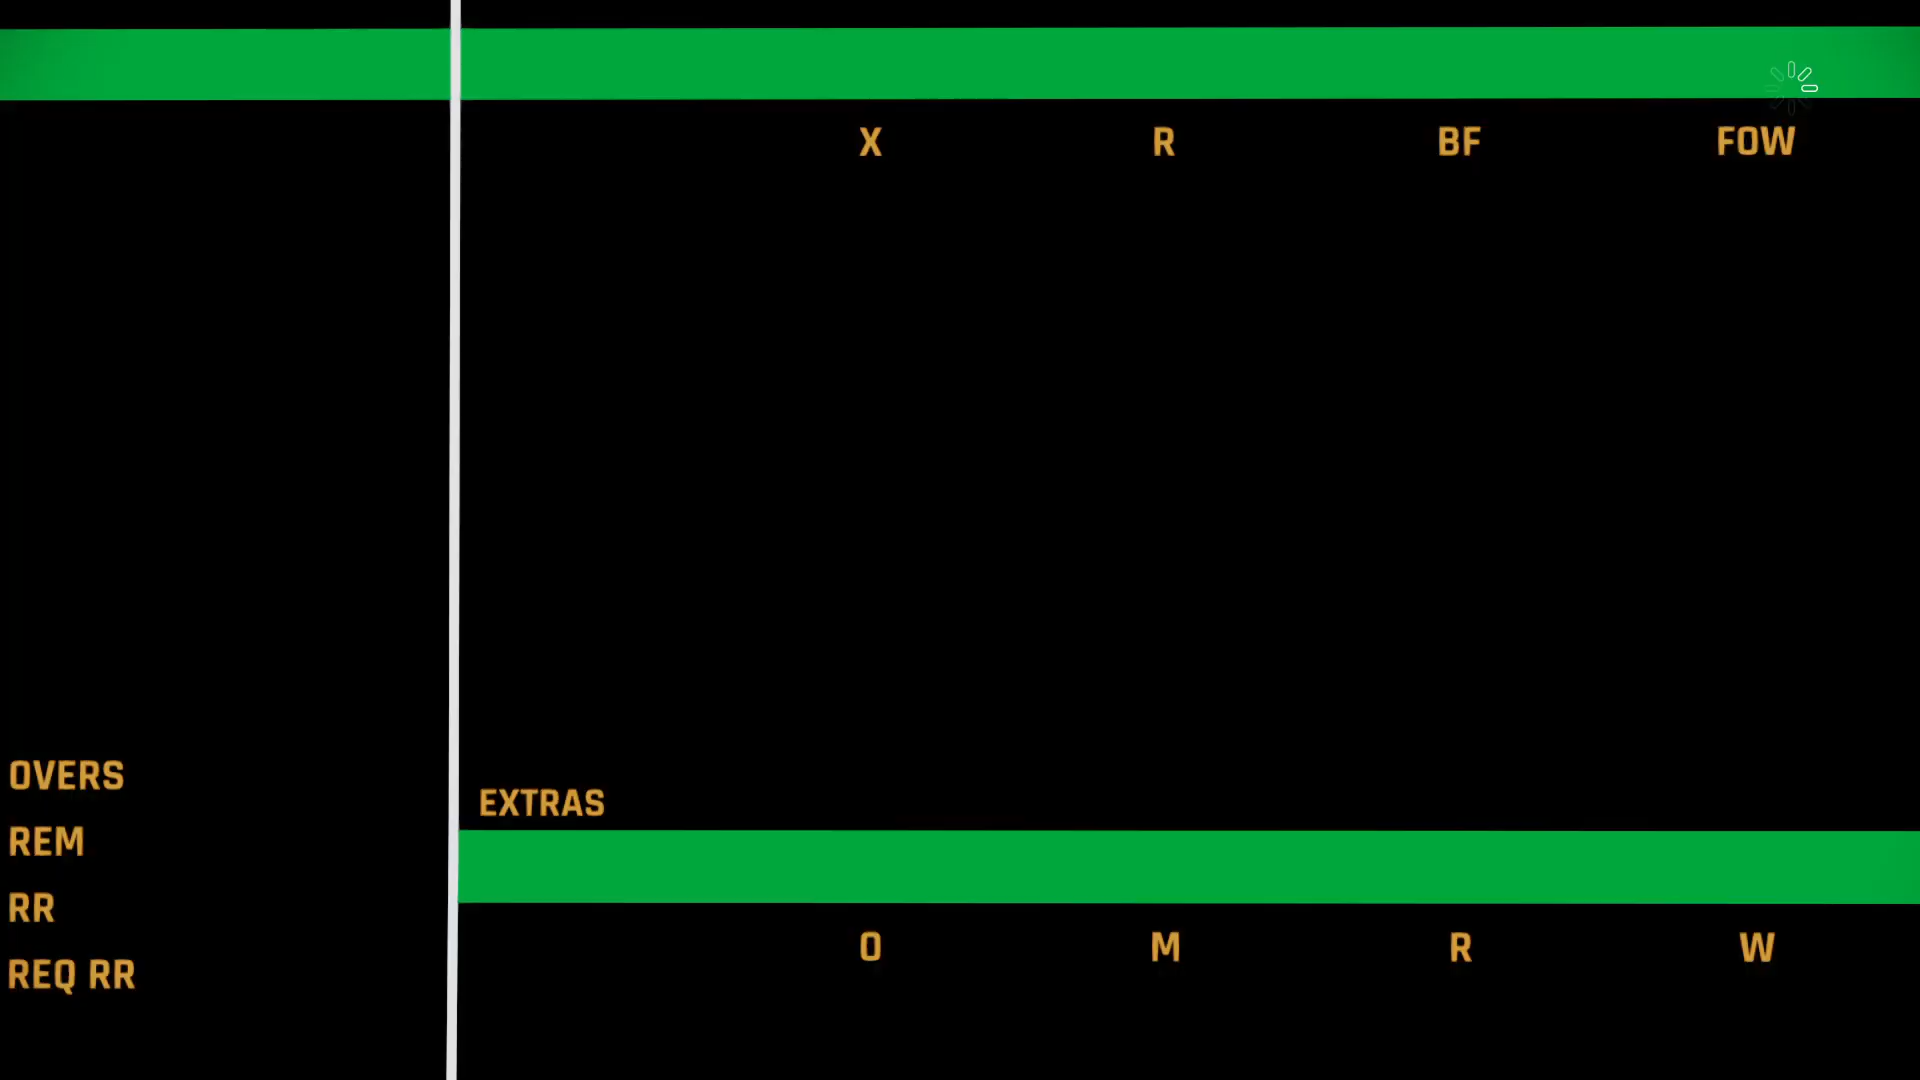 X R BF FOW
OVERS
REM
RR
REQ RR
EXTRAS
O M R W